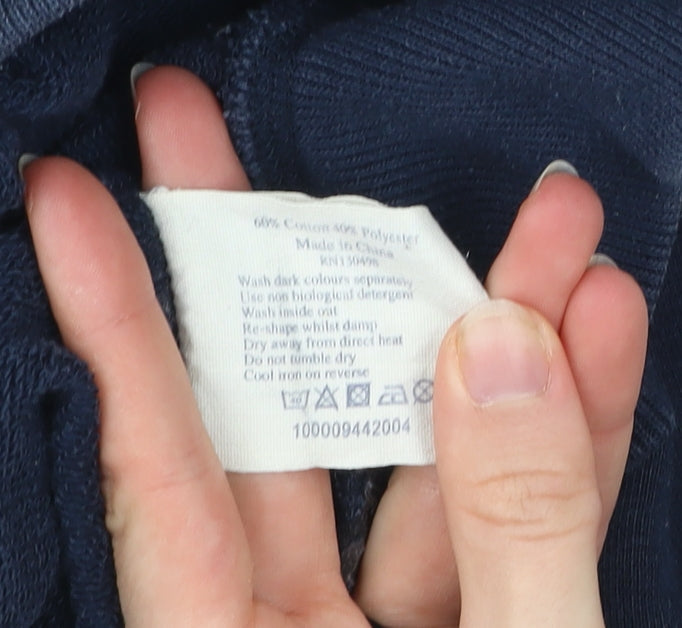 60% Cotton 40% Polyester
Made in China
RN130498
Wash dark colours separately
Use non biological detergent
Wash inside out
Re-shape whilst damp
Dry away from direct heat
Do not tumble dry
Cool iron on reverse
100009442004